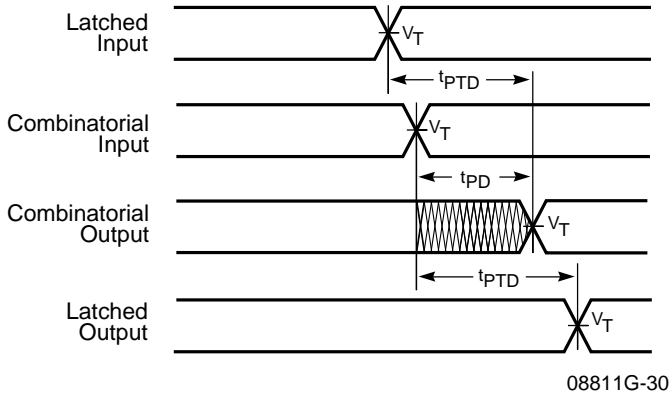 Latched
Input
VT
tPTD
Combinatorial
Input
VT
tPD
Combinatorial
Output
VT
tPTD
Latched
Output
VT
08811G-30